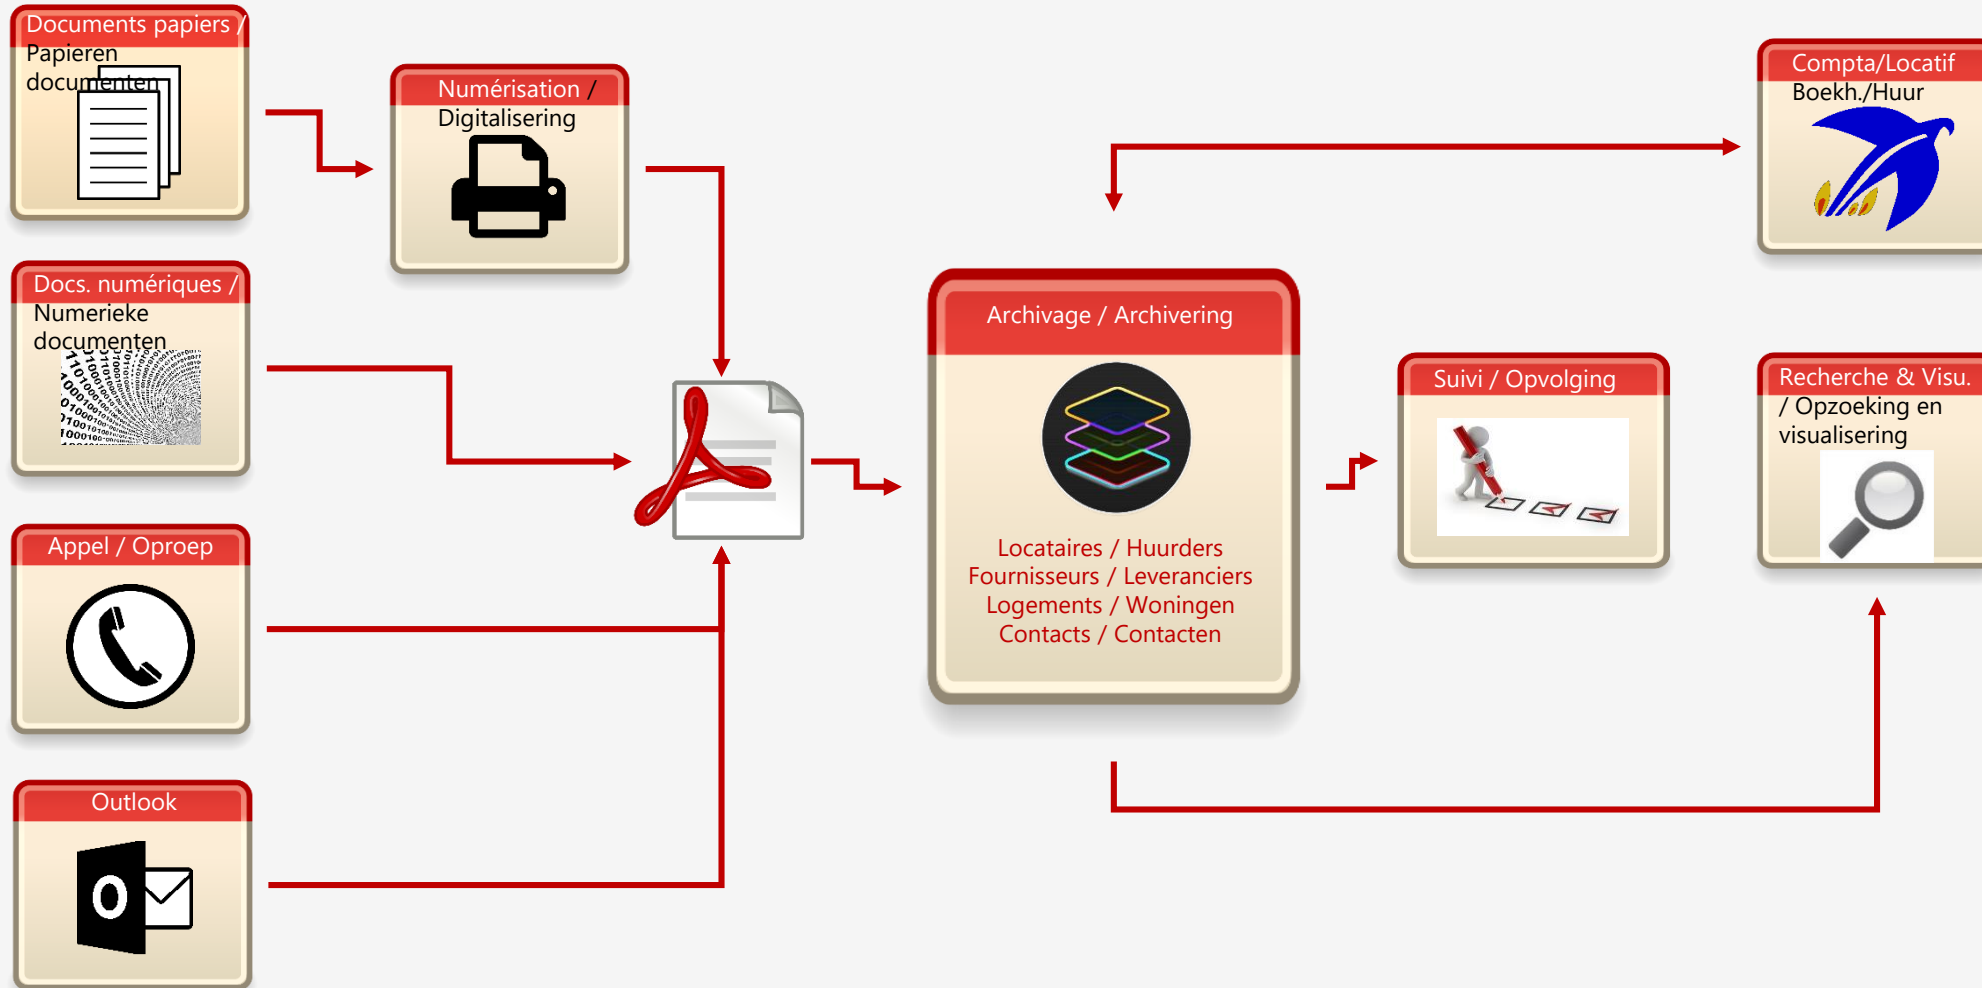 Documents papiers /
Papieren
documenten
Numérisation /
Digitalisering
Compta/Locatif
Boekh./Huur
Docs. numériques /
Numerieke
documenten
Archivage / Archivering
Locataires / Huurders
Fournisseurs / Leveranciers
Logements / Woningen
Contacts / Contacten
Suivi / Opvolging
Recherche & Visu.
/ Opzoeking en
visualisering
Appel / Oproep
Outlook